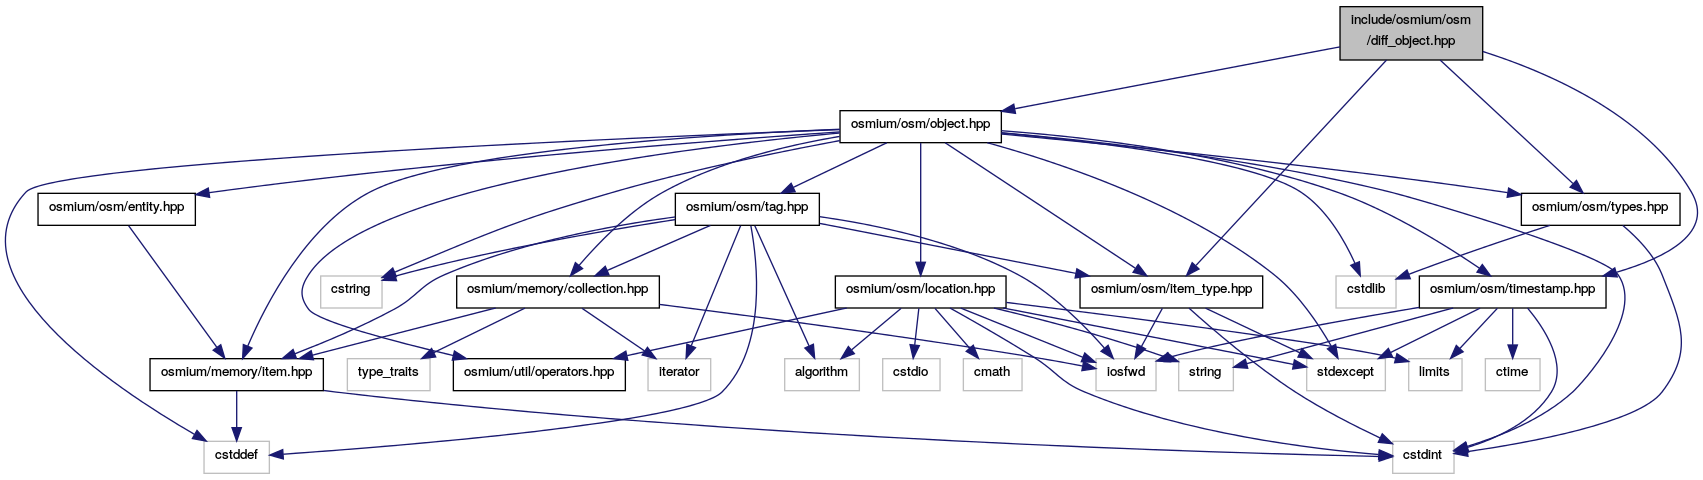 include/osmium/osm
/diff_object.hpp
osmium/osm/object.hpp
osmium/osm/entity.hpp
osmium/osm/tag.hpp
osmium/osm/types.hpp
cstring
osmium/memory/collection.hpp
osmium/osm/location.hpp
osmium/osm/item_type.hpp
cstdlib
osmium/osm/timestamp.hpp
osmium/memory/item.hpp
type_traits
osmium/util/operators.hpp
iterator
algorithm
cstdio
cmath
iosfwd
string
stdexcept
limits
ctime
cstddef
cstdint